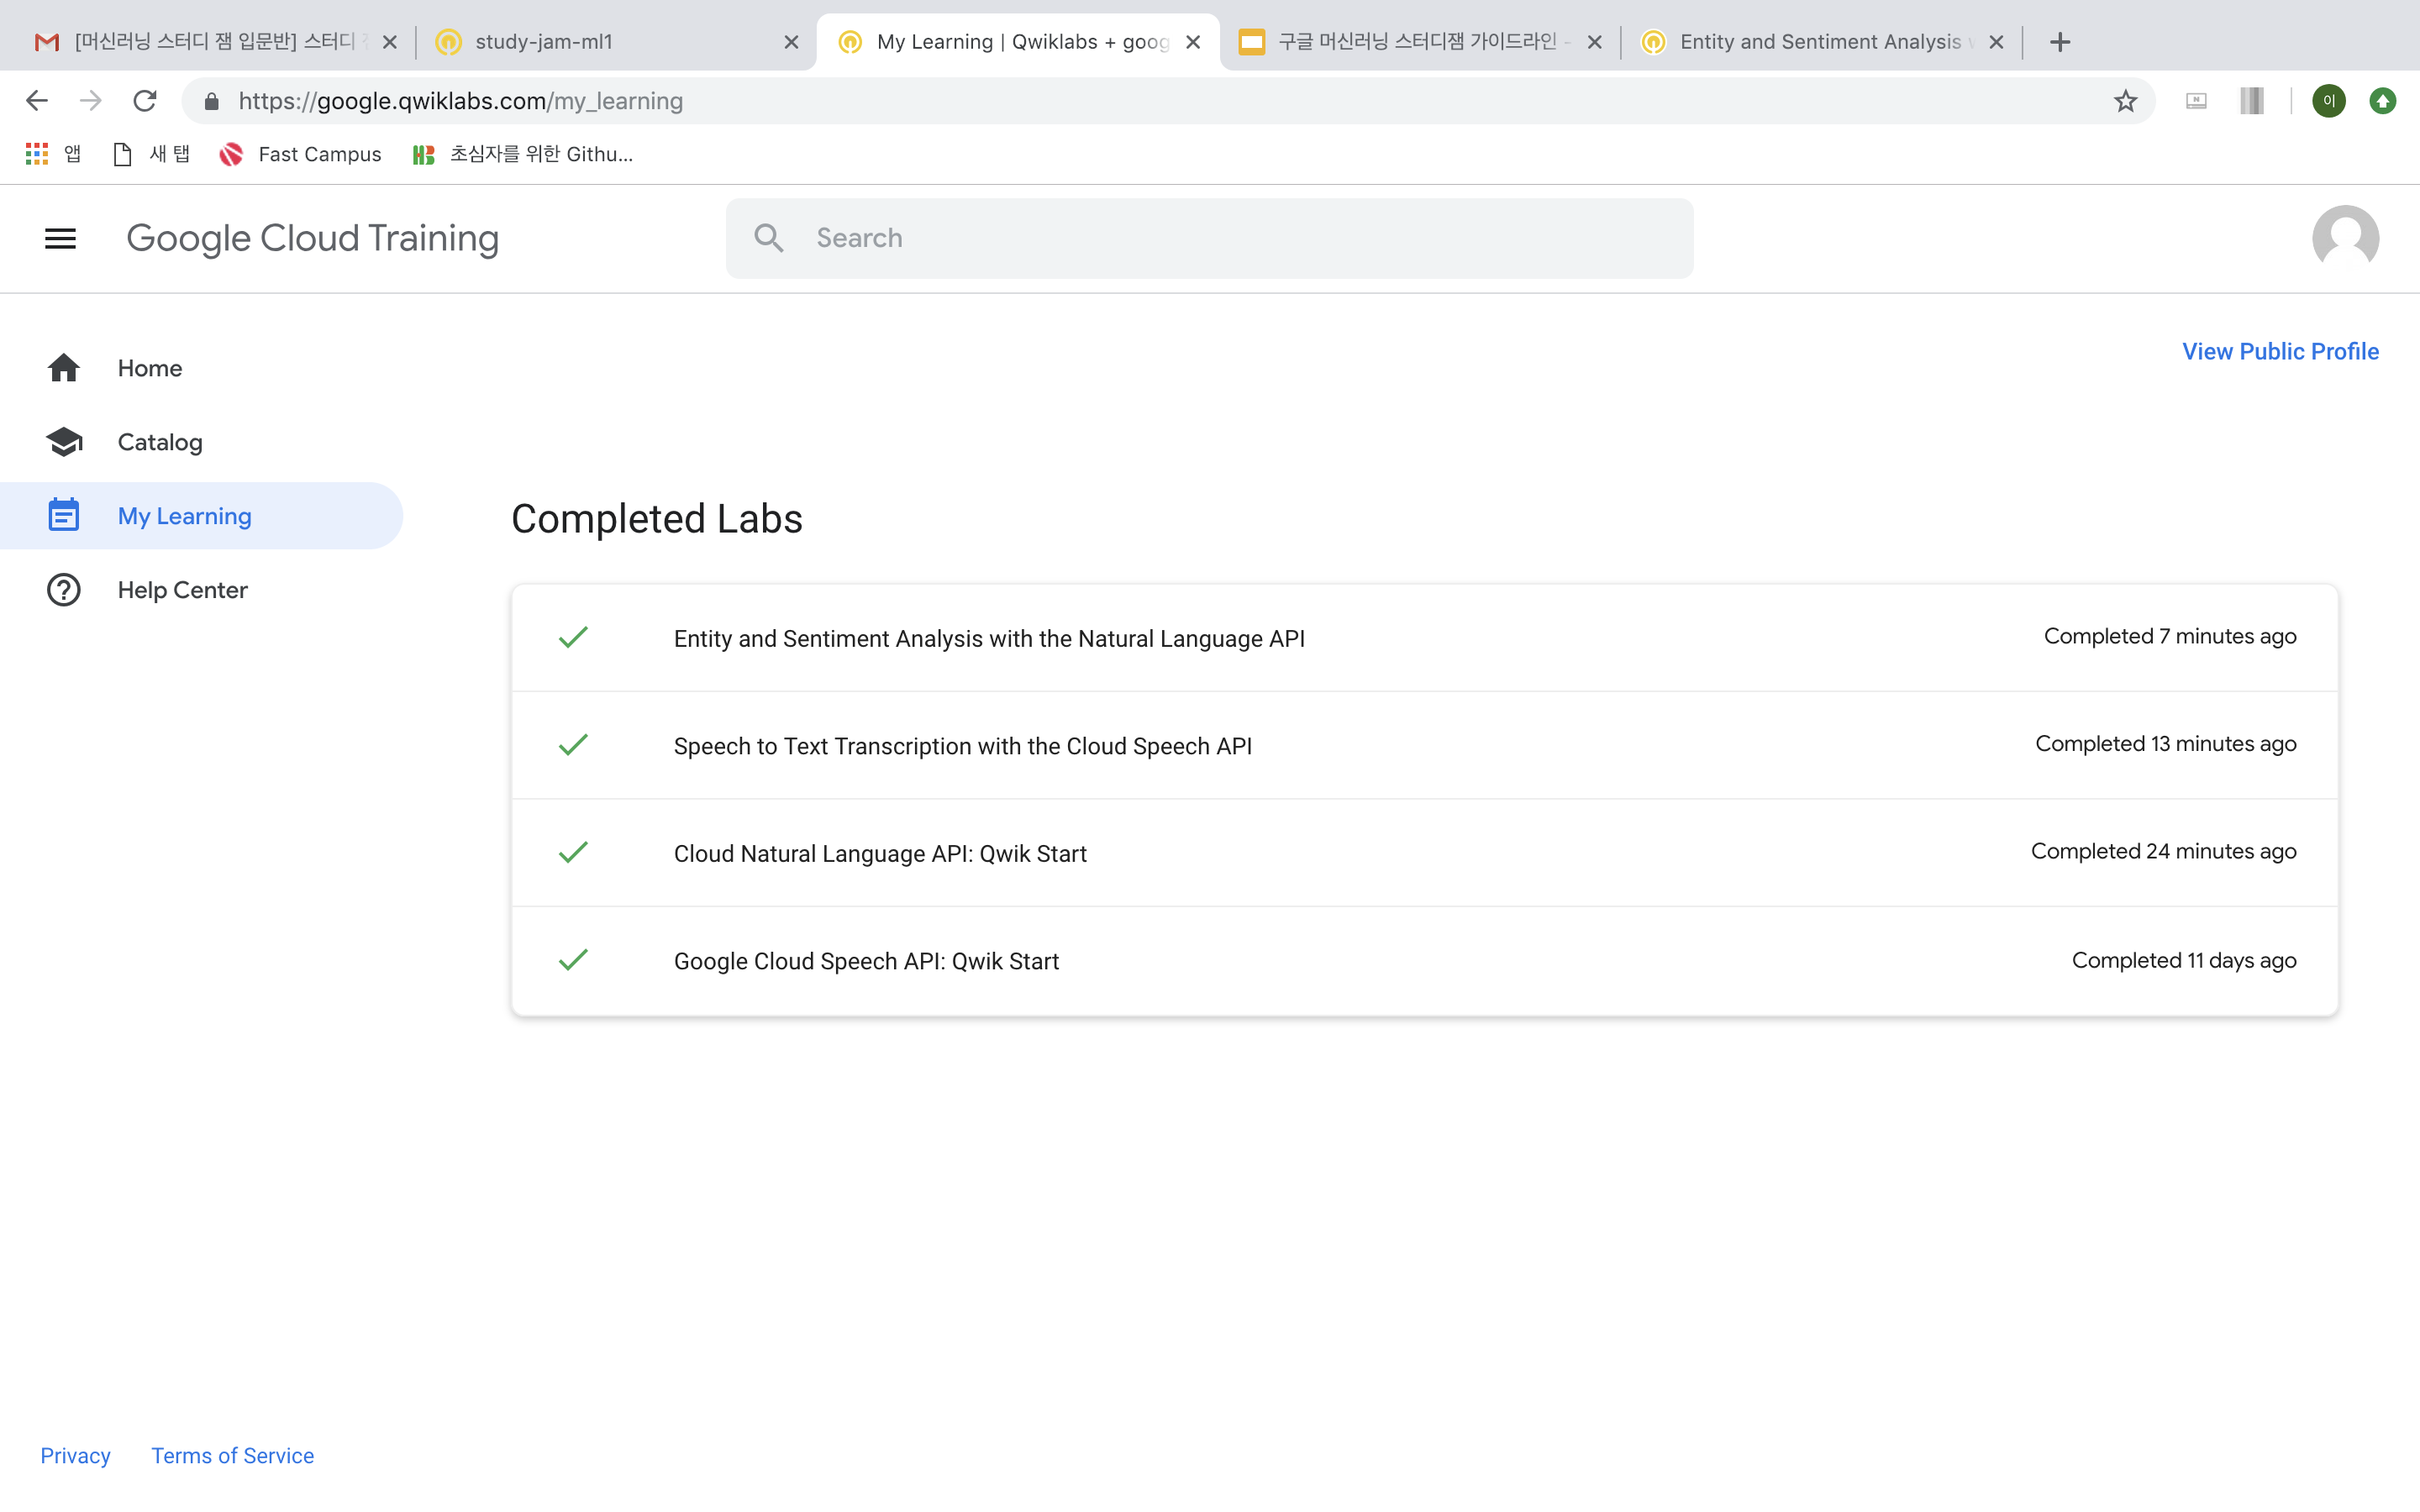 [머신러닝 스터디 잼 입문반] 스터디
study-jam-ml1
My Learning | Qwiklabs + goog
구글 머신러닝 스터디잼 가이드라인 -
Entity and Sentiment Analysis
https://google.qwiklabs.com/my_learning
이
앱
새 탭
Fast Campus
초심자를 위한 Githu...
Google Cloud Training
Search
Home
Catalog
My Learning
Help Center
View Public Profile
Completed Labs
Entity and Sentiment Analysis with the Natural Language API
Completed 7 minutes ago
Speech to Text Transcription with the Cloud Speech API
Completed 13 minutes ago
Cloud Natural Language API: Qwik Start
Completed 24 minutes ago
Google Cloud Speech API: Qwik Start
Completed 11 days ago
Privacy
Terms of Service